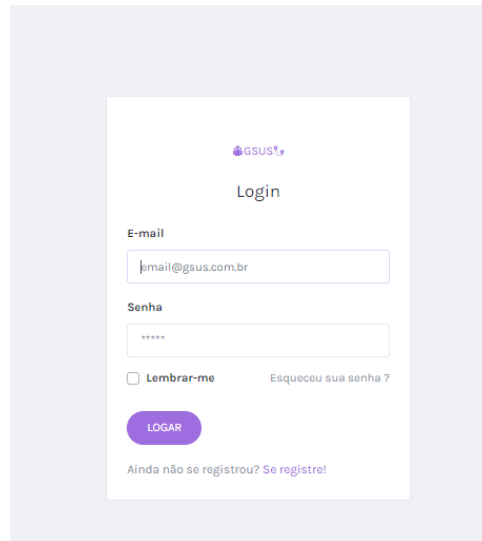 GSUS
Login
E-mail
email@gsus.com.br
Senha
*****
Lembrar-me Esqueceu sua senha ?
LOGAR
Ainda não se registrou? Se registre!